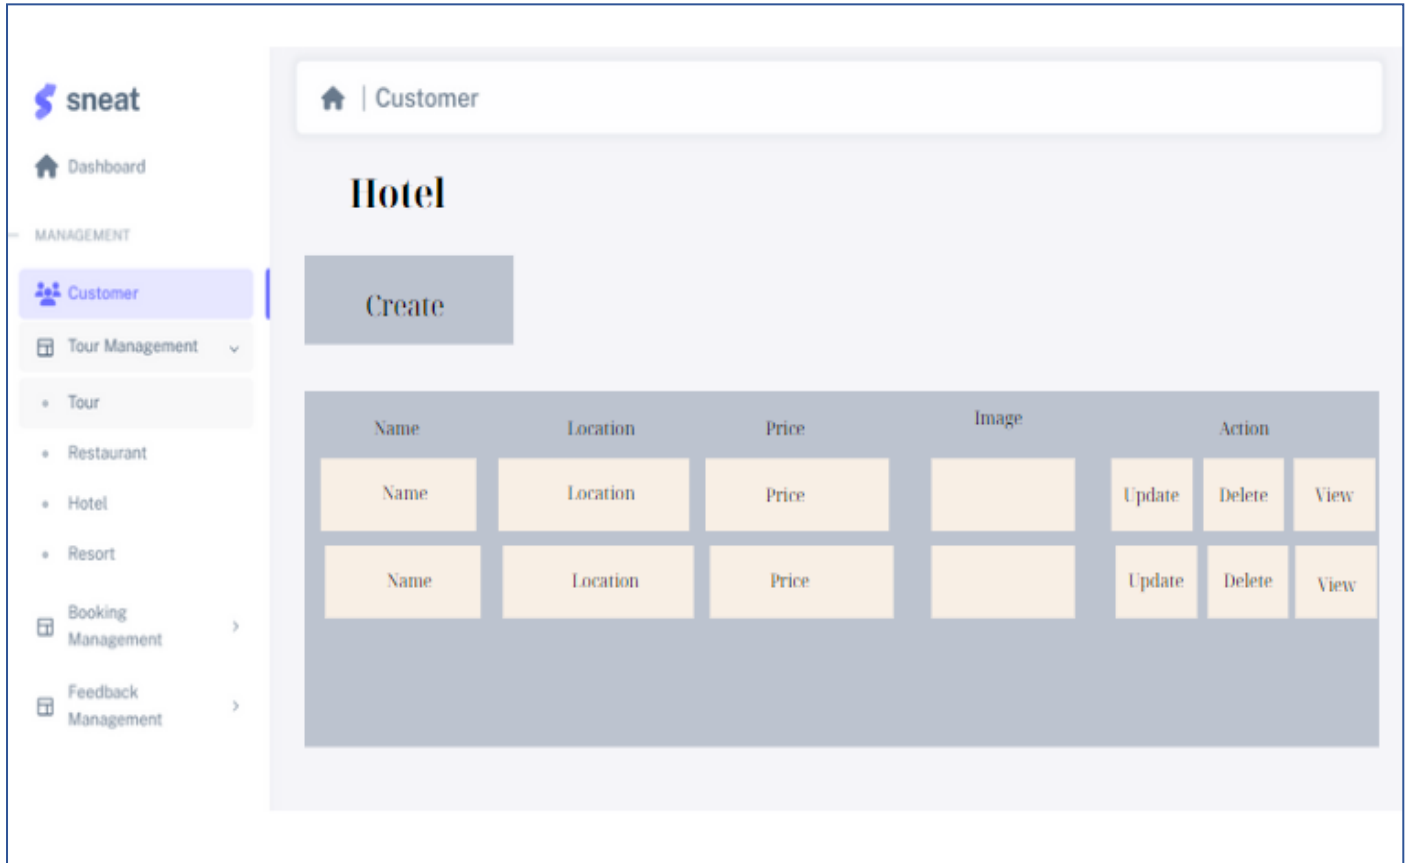 sneat
Dashboard
MANAGEMENT
Customer
Tour Management
Tour
Restaurant
Hotel
Resort
Booking
Management
Feedback
Management
| Customer
Hotel
Create
Name Location Price Image Action
Name Location Price Update Delete View
Name Location Price Update Delete View